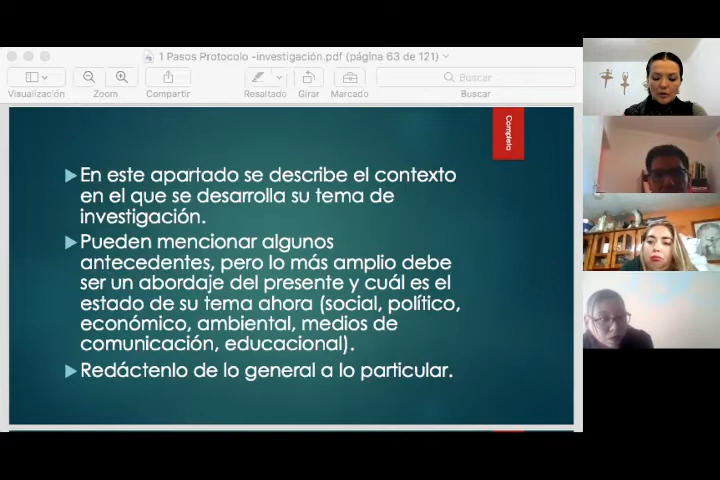 1 Pasos Protocolo -investigación.pdf (página 63 de 121)
Visualización
Zoom
Compartir
Resaltado
Girar
Marcado
Buscar
Buscar
Completa
En este apartado se describe el contexto
en el que se desarrolla su tema de
investigación.
Pueden mencionar algunos
antecedentes, pero lo más amplio debe
ser un abordaje del presente y cuál es el
estado de su tema ahora (social, político,
económico, ambiental, medios de
comunicación, educacional).
Redáctenlo de lo general a lo particular.